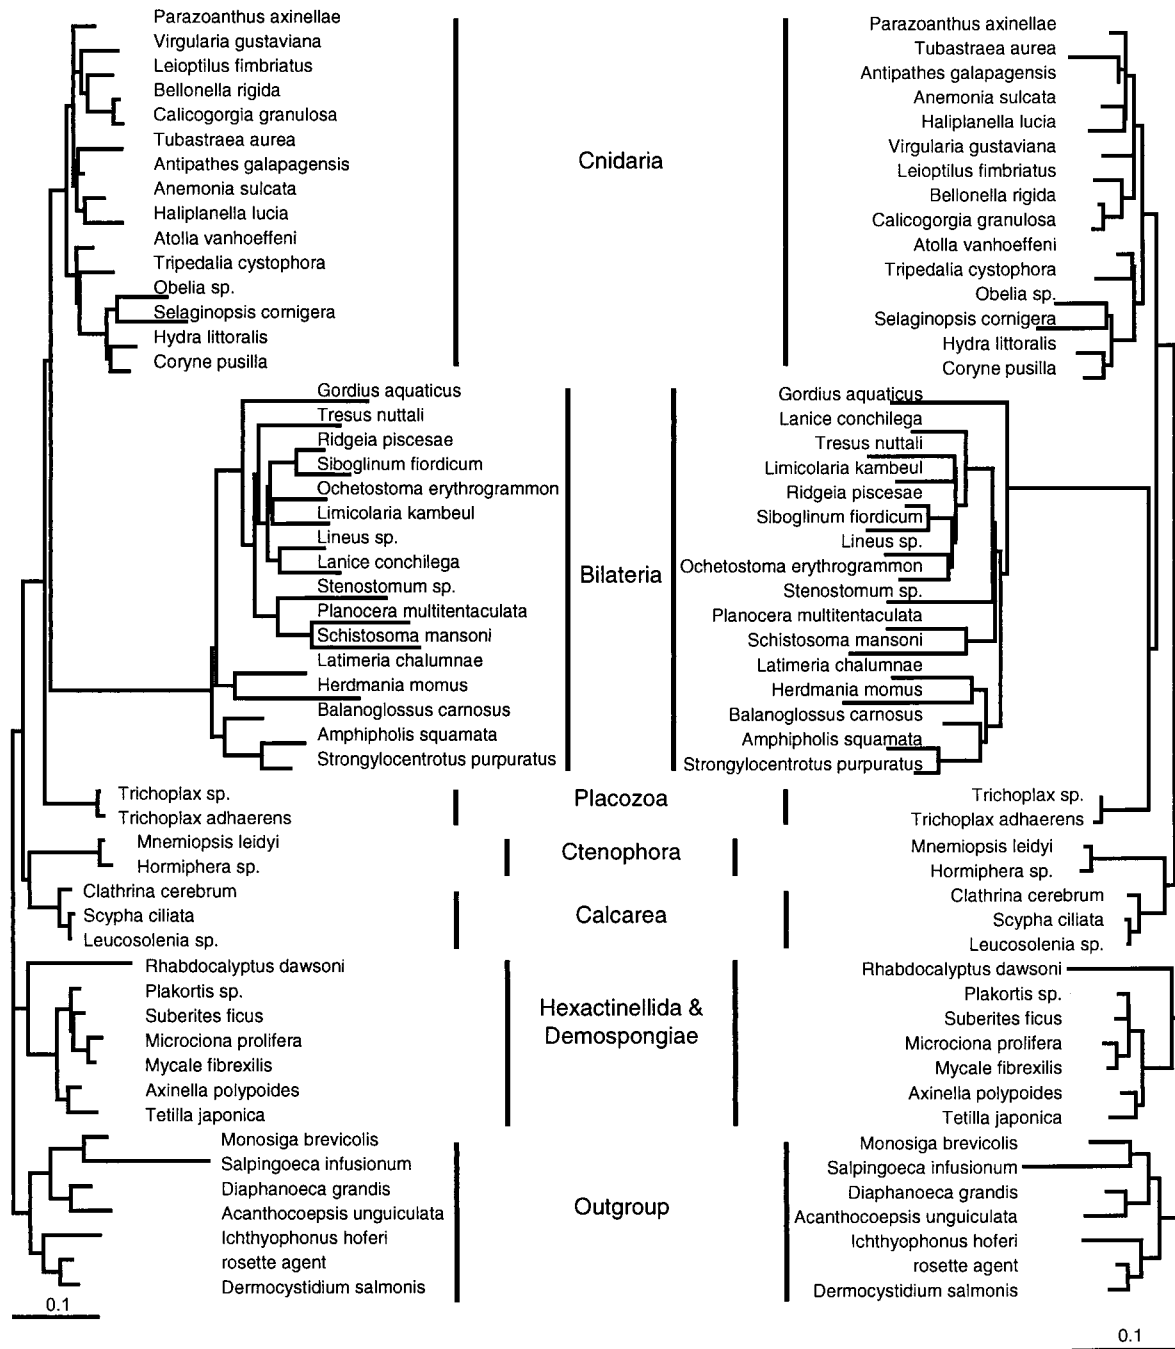 Parazoanthus axinellae
Virgularia gustaviana
Leioptilus fimbriatus
Bellonella rigida
Calicogorgia granulosa
Tubastraea aurea
Antipathes galapagensis
Anemonia sulcata
Haliplanella lucia
Atolla vanhoeffeni
Tripedalia cystophora
Obelia sp.
Selaginopsis cornigera
Hydra littoralis
Coryne pusilla
Gordius aquaticus
Tresus nuttali
Ridgeia piscesae
Siboglinum fiordicum
Ochetostoma erythrogrammon
Limicolaria kambeul
Lineus sp.
Lanice conchilega
Stenostomum sp.
Planocera multitentaculata
Schistosoma mansoni
Latimeria chalumnae
Herdmania momus
Balanoglossus carnosus
Amphipholis squamata
Strongylocentrotus purpuratus
Trichoplax sp.
Trichoplax adhaerens
Mnemiopsis leidyi
Hormiphera sp.
Clathrina cerebrum
Scypha ciliata
Leucosolenia sp.
Rhabdocalyptus dawsoni
Plakortis sp.
Suberites ficus
Microciona prolifera
Mycale fibrexilis
Axinella polypoides
Tetilla japonica
Monosiga brevicolis
Salpingoeca infusionum
Diaphanoeca grandis
Acanthocoepsis unguiculata
Ichthyophonus hoferi
rosette agent
Dermocystidium salmonis
0.1
Cnidaria
Bilateria
Placozoa
Ctenophora
Calcarea
Hexactinellida &
Demospongiae
Outgroup
Parazoanthus axinellae
Tubastraea aurea
Antipathes galapagensis
Anemonia sulcata
Haliplanella lucia
Virgularia gustaviana
Leioptilus fimbriatus
Bellonella rigida
Calicogorgia granulosa
Atolla vanhoeffeni
Tripedalia cystophora
Obelia sp.
Selaginopsis cornigera
Hydra littoralis
Coryne pusilla
Gordius aquaticus
Lanice conchilega
Tresus nuttali
Limicolaria kambeul
Ridgeia piscesae
Siboglinum fiordicum
Lineus sp.
Ochetostoma erythrogrammon
Stenostomum sp.
Planocera multitentaculata
Schistosoma mansoni
Latimeria chalumnae
Herdmania momus
Balanoglossus carnosus
Amphipholis squamata
Strongylocentrotus purpuratus
Trichoplax sp.
Trichoplax adhaerens
Mnemiopsis leidyi
Hormiphera sp.
Clathrina cerebrum
Scypha ciliata
Leucosolenia sp.
Rhabdocalyptus dawsoni
Plakortis sp.
Suberites ficus
Microciona prolifera
Mycale fibrexilis
Axinella polypoides
Tetilla japonica
Monosiga brevicolis
Salpingoeca infusionum
Diaphanoeca grandis
Acanthocoepsis unguiculata
Ichthyophonus hoferi
rosette agent
Dermocystidium salmonis
0.1